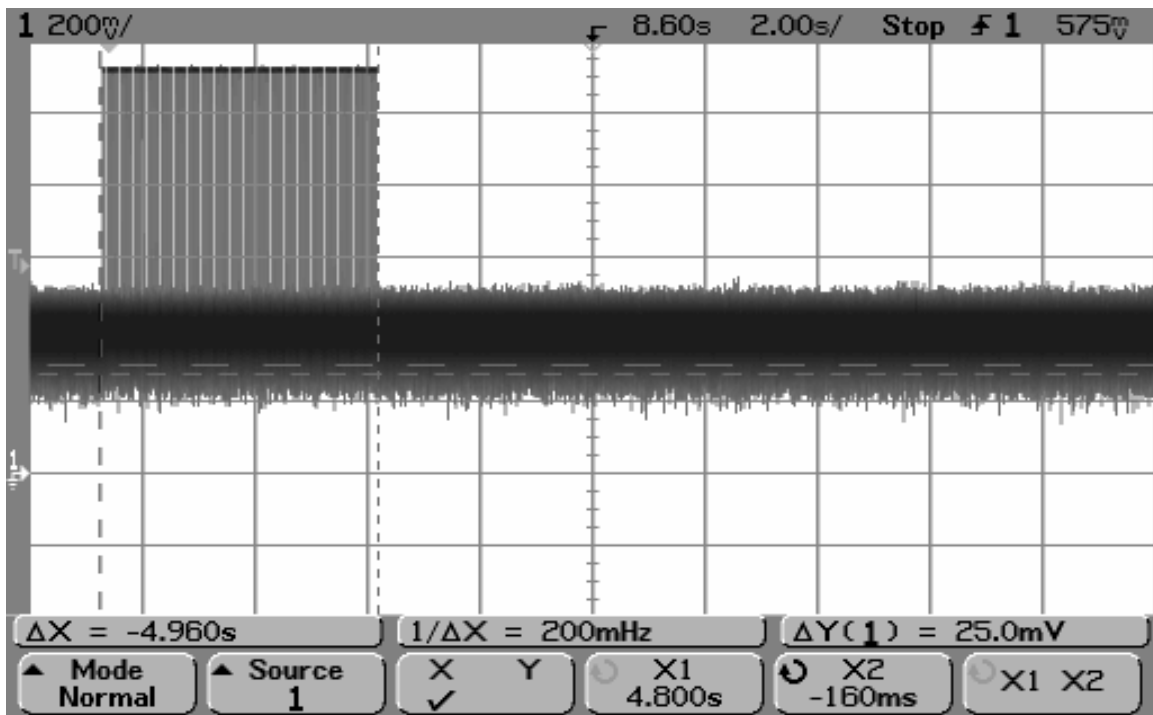 1 200mV/ 8.60s 2.00s/ Stop 1 575mV
T
1
ΔX = -4.960s 1/ΔX = 200mHz ΔY(1) = 25.0mV
Mode Source X Y X1 X2 X1 X2
Normal 1 ✓ 4.800s -160ms